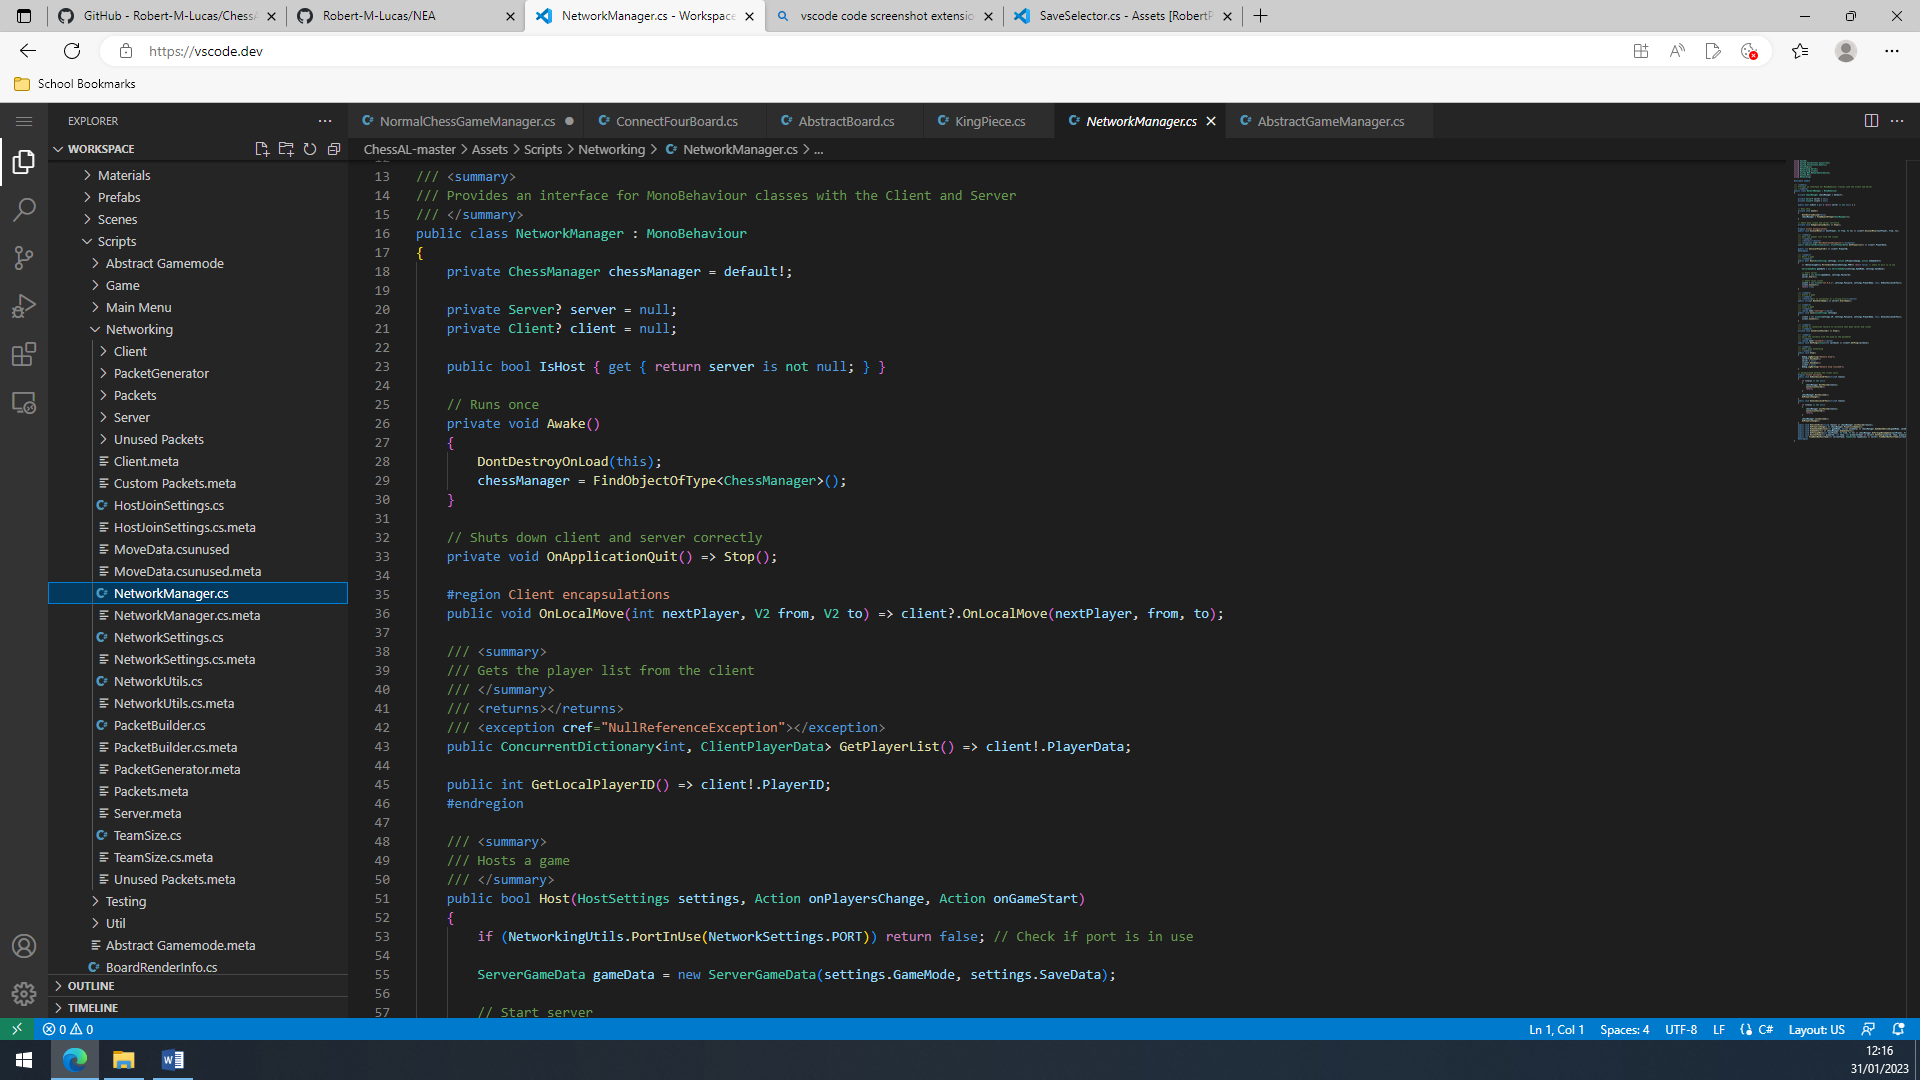 GitHub - Robert-M-Lucas/ChessA
Robert-M-Lucas/NEA
NetworkManager.cs - Workspace
vscode code screenshot extensio
SaveSelector.cs - Assets [RobertP
https://vscode.dev
School Bookmarks
EXPLORER
WORKSPACE
Materials
Prefabs
Scenes
Scripts
Abstract Gamemode
Game
Main Menu
Networking
Client
PacketGenerator
Packets
Server
Unused Packets
Client.meta
Custom Packets.meta
HostJoinSettings.cs
HostJoinSettings.cs.meta
MoveData.csunused
MoveData.csunused.meta
NetworkManager.cs
NetworkManager.cs.meta
NetworkSettings.cs
NetworkSettings.cs.meta
NetworkUtils.cs
NetworkUtils.cs.meta
PacketBuilder.cs
PacketBuilder.cs.meta
PacketGenerator.meta
Packets.meta
Server.meta
TeamSize.cs
TeamSize.cs.meta
Unused Packets.meta
Testing
Util
Abstract Gamemode.meta
BoardRenderInfo.cs
OUTLINE
TIMELINE
NormalChessGameManager.cs
ConnectFourBoard.cs
AbstractBoard.cs
KingPiece.cs
NetworkManager.cs
AbstractGameManager.cs
ChessAL-master > Assets > Scripts > Networking > NetworkManager.cs > ...
13 /// <summary>
14 /// Provides an interface for MonoBehaviour classes with the Client and Server
15 /// </summary>
16 public class NetworkManager : MonoBehaviour
17 {
18 private ChessManager chessManager = default!;
19
20 private Server? server = null;
21 private Client? client = null;
22
23 public bool IsHost { get { return server is not null; } }
24
25 // Runs once
26 private void Awake()
27 {
28 DontDestroyOnLoad(this);
29 chessManager = FindObjectOfType<ChessManager>();
30 }
31
32 // Shuts down client and server correctly
33 private void OnApplicationQuit() => Stop();
34
35 #region Client encapsulations
36 public void OnLocalMove(int nextPlayer, V2 from, V2 to) => client?.OnLocalMove(nextPlayer, from, to);
37
38 /// <summary>
39 /// Gets the player list from the client
40 /// </summary>
41 /// <returns></returns>
42 /// <exception cref="NullReferenceException"></exception>
43 public ConcurrentDictionary<int, ClientPlayerData> GetPlayerList() => client!.PlayerData;
44
45 public int GetLocalPlayerID() => client!.PlayerID;
46 #endregion
47
48 /// <summary>
49 /// Hosts a game
50 /// </summary>
51 public bool Host(HostSettings settings, Action onPlayersChange, Action onGameStart)
52 {
53 if (NetworkingUtils.PortInUse(NetworkSettings.PORT)) return false; // Check if port is in use
54
55 ServerGameData gameData = new ServerGameData(settings.GameMode, settings.SaveData);
56
57 // Start server
0 0
Ln 1, Col 1
Spaces: 4
UTF-8
LF
C#
Layout: US
12:16
31/01/2023